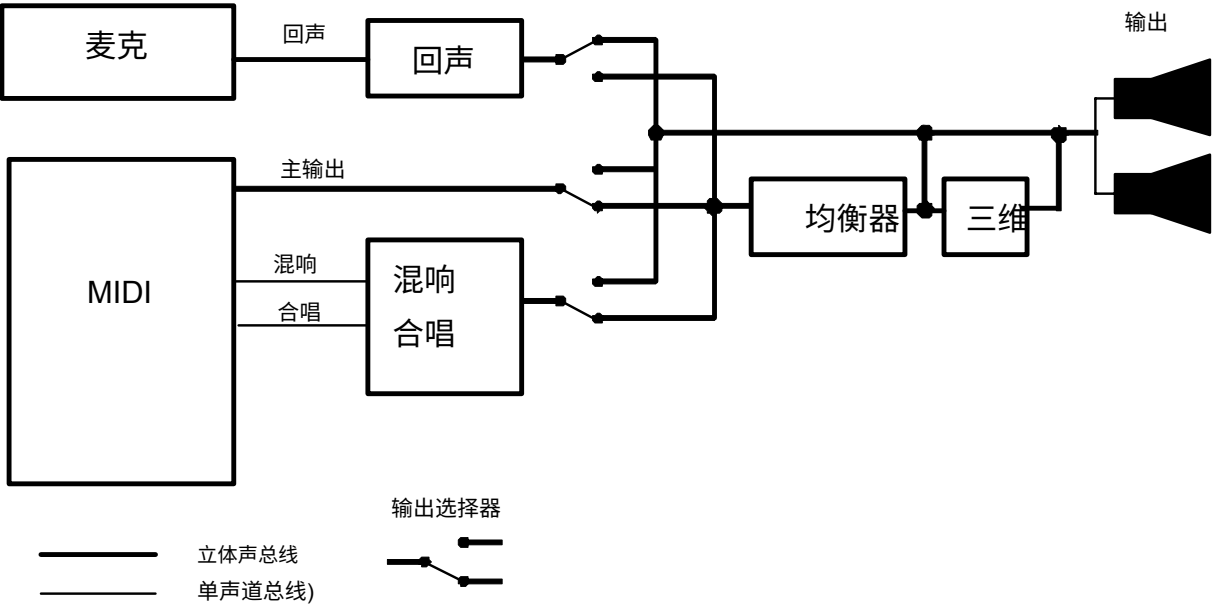 输出
麦克
回声
回声
主输出
均衡器
三维
MIDI
混响
合唱
混响
合唱
输出选择器
立体声总线
单声道总线)